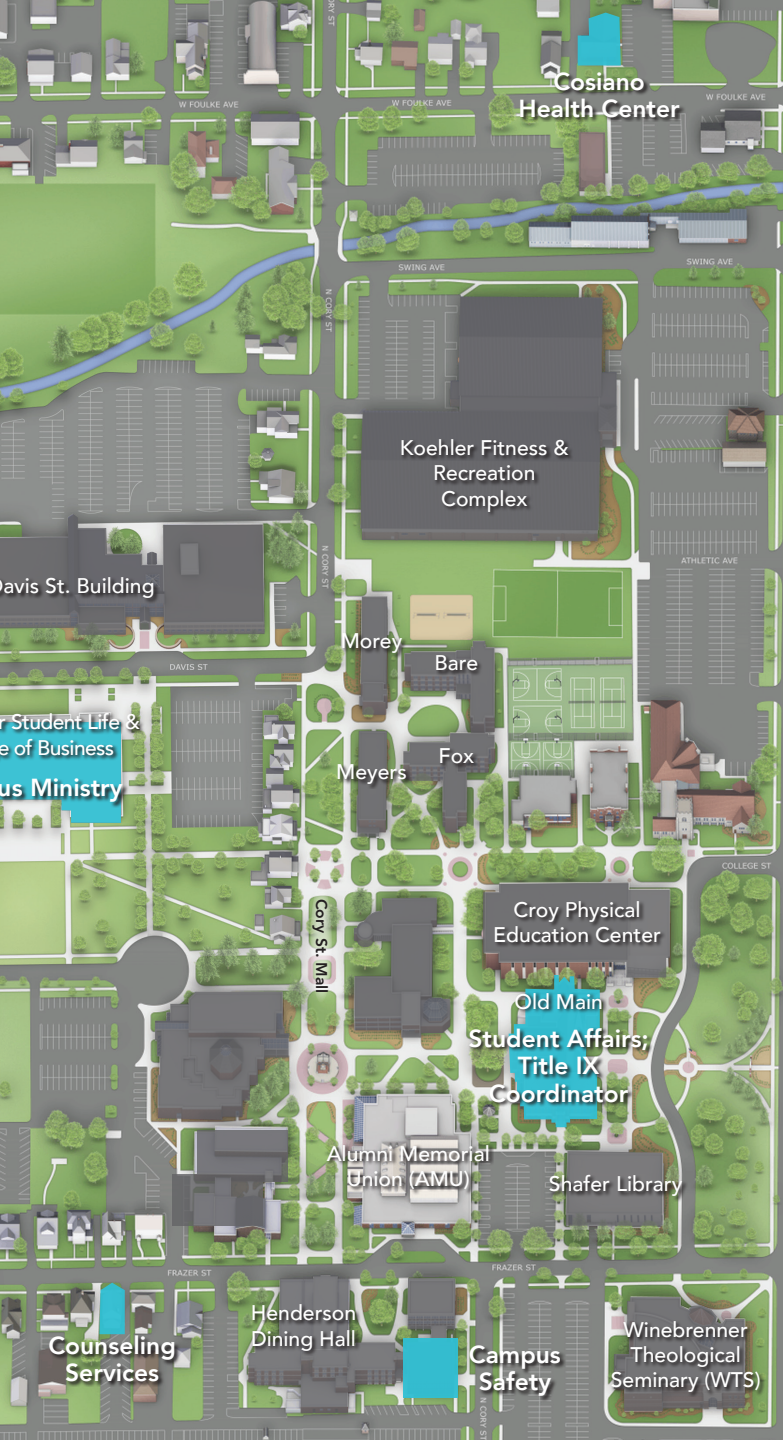 N CORY ST
Cosiano
Health Center
W FOULKE AVE
W FOULKE AVE
W FOULKE AVE
SWING AVE
SWING AVE
N CORY ST
Koehler Fitness &
Recreation
Complex
N CORY ST
ATHLETIC AVE
Davis St. Building
DAVIS ST
Morey
Bare
r Student Life &
e of Business
us Ministry
Meyers
Fox
COLLEGE ST
Cory St. Mall
Croy Physical
Education Center
Old Main
Student Affairs;
Title IX
Coordinator
Alumni Memorial
Union (AMU)
Shafer Library
FRAZER ST
FRAZER ST
Henderson
Dining Hall
Counseling
Services
Campus
Safety
Winebrenner
Theological
Seminary (WTS)
N CORY ST